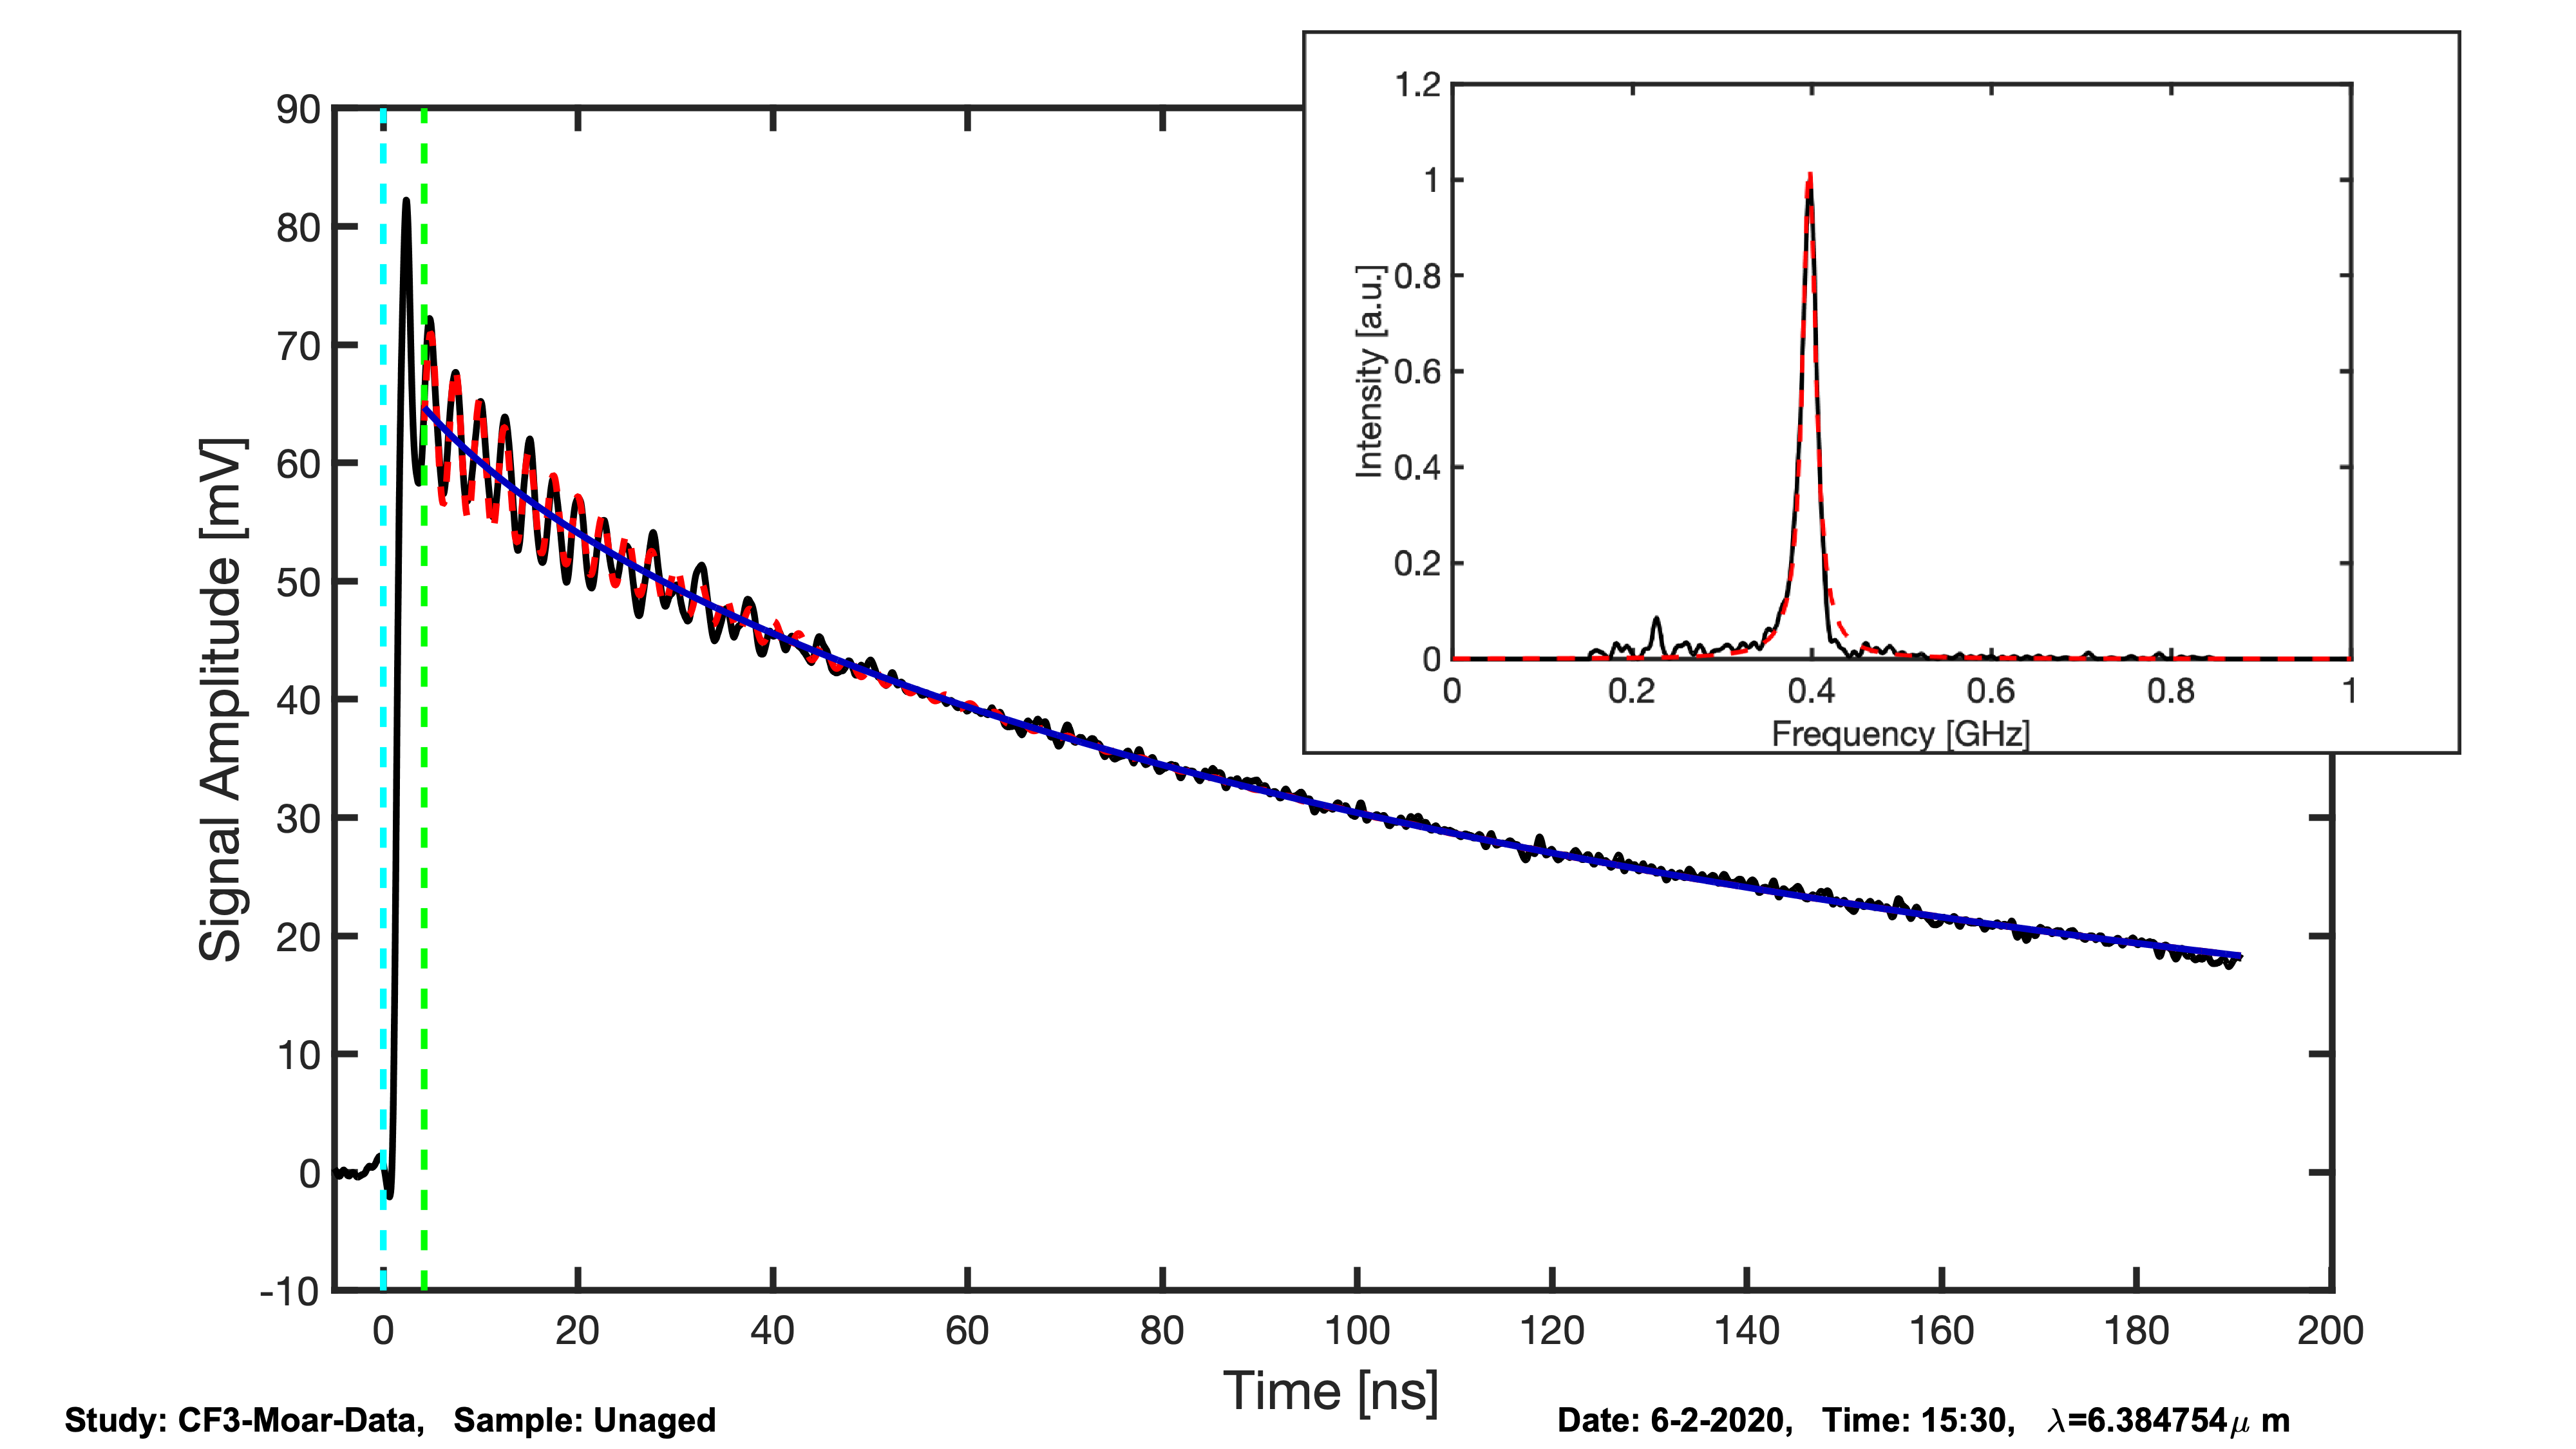 1.2
1
0.8
0.6
0.4
0.2
0
Intensity [a.u.]
0 0.2 0.4 0.6 0.8 1
Frequency [GHz]
90
80
70
60
50
40
30
20
10
0
-10
Signal Amplitude [mV]
0 20 40 60 80 100 120 140 160 180 200
Time [ns]
Study: CF3-Moar-Data, Sample: Unaged
Date: 6-2-2020, Time: 15:30, λ=6.384754μ m